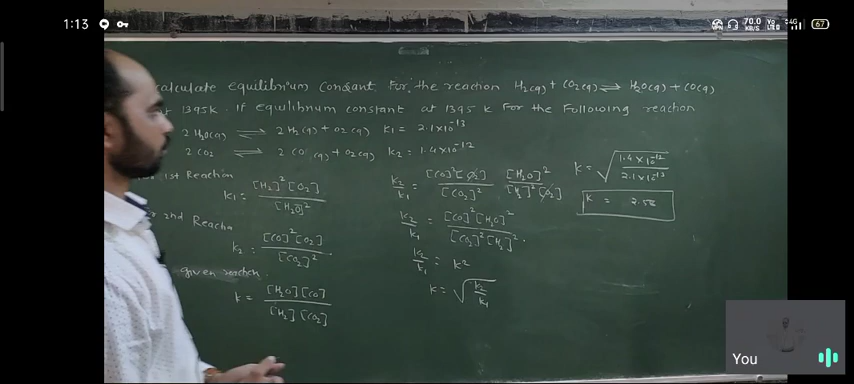 1:13
70.0
KB/S
4G
67
calculate equilibrium constant For the reaction H₂(g) + CO₂(g) ⇌ H₂O(g) + CO(g)
1395K. If equilibrium constant at 1395 K For the Following reaction
2 H₂O(g) ⇌ 2 H₂(g) + O₂(g) K₁ = 2.1×10⁻¹³
2 CO₂ ⇌ 2 CO(g) + O₂(g) K₂ = 1.4×10⁻¹²
1st Reaction
K₁ = [H₂]²[O₂] / [H₂O]²
2nd Reacha
K₂ = [CO]²[O₂] / [CO₂]²
given reaction
K = [H₂O][CO] / [H₂][CO₂]
K₂/K₁ = [CO]²[O₂] / [CO₂]² [H₂O]² / [H₂]²[O₂]
K₂/K₁ = [CO]²[H₂O]² / [CO₂]²[H₂]²
K₂/K₁ = K²
K = √(K₂/K₁)
K = √(1.4×10⁻¹² / 2.1×10⁻¹³)
K = 2.58
You